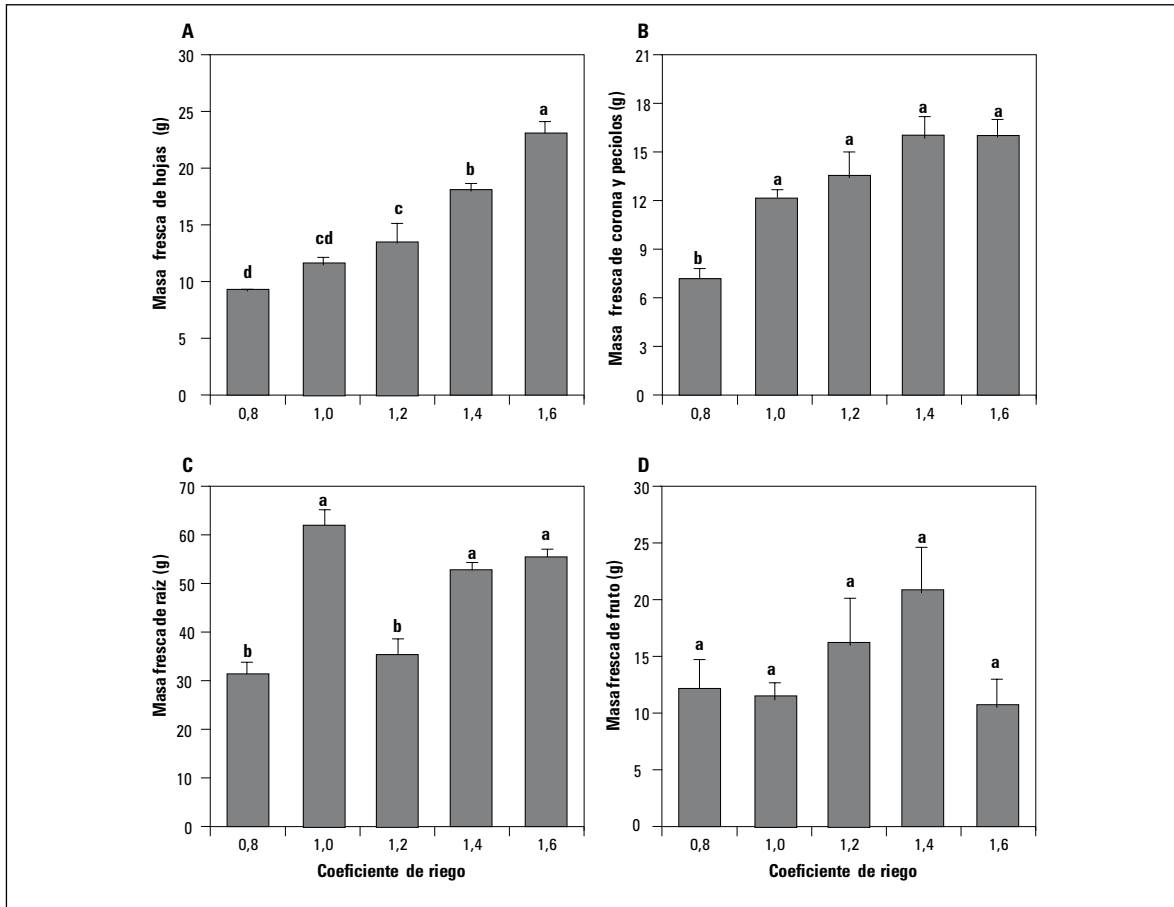 A
Masa fresca de hojas (g)
30
25
20
15
10
5
0
d
cd
c
b
a
0,8
1,0
1,2
1,4
1,6
B
Masa fresca de corona y peciolos (g)
21
18
15
12
9
6
3
0
b
a
a
a
a
0,8
1,0
1,2
1,4
1,6
C
Masa fresca de raíz (g)
70
60
50
40
30
20
10
0
b
a
b
a
a
0,8
1,0
1,2
1,4
1,6
Coeficiente de riego
D
Masa fresca de fruto (g)
30
25
20
15
10
5
0
a
a
a
a
a
0,8
1,0
1,2
1,4
1,6
Coeficiente de riego